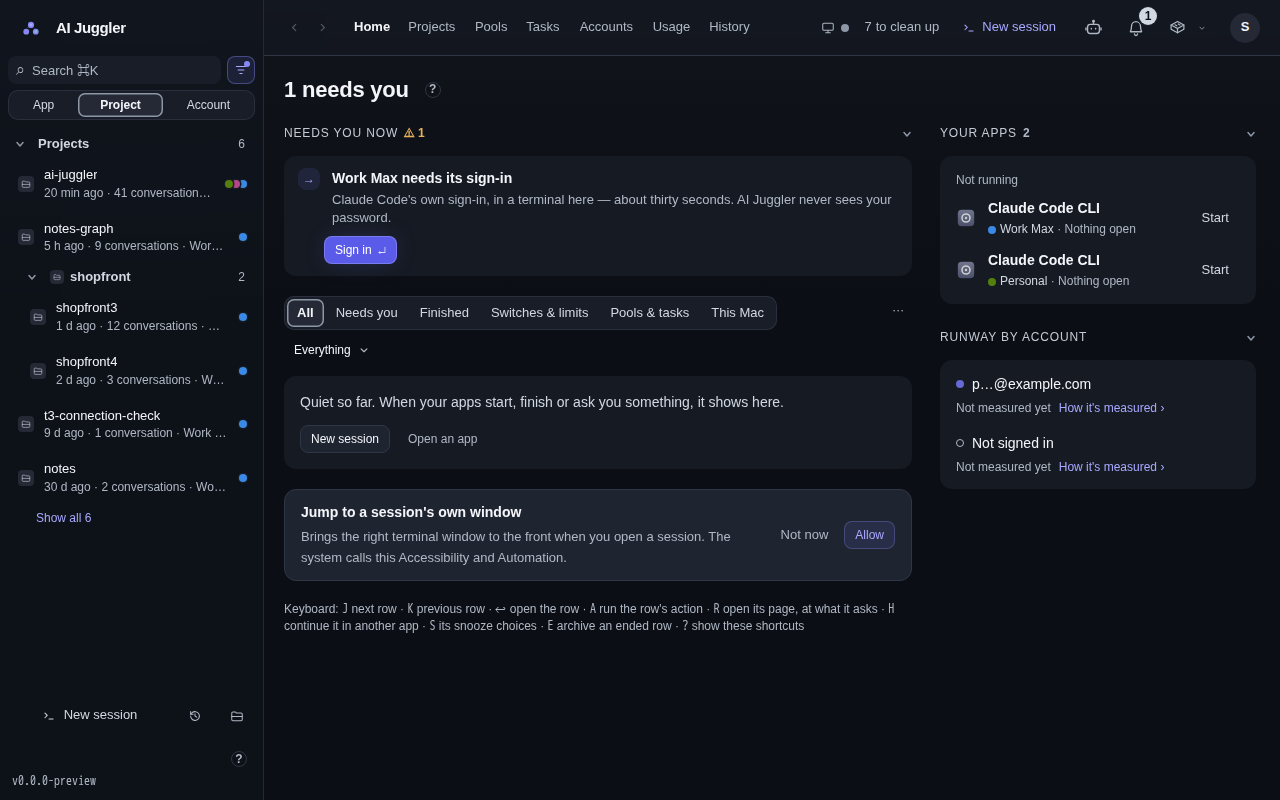 AI Juggler
Search ⌘K
App
Project
Account
Projects
6
ai-juggler
20 min ago · 41 conversation…
notes-graph
5 h ago · 9 conversations · Wor…
shopfront
2
shopfront3
1 d ago · 12 conversations · …
shopfront4
2 d ago · 3 conversations · W…
t3-connection-check
9 d ago · 1 conversation · Work …
notes
30 d ago · 2 conversations · Wo…
Show all 6
New session
?
v0.0.0-preview
Home
Projects
Pools
Tasks
Accounts
Usage
History
7 to clean up
New session
1
S
1 needs you
?
NEEDS YOU NOW 1
→
Work Max needs its sign-in
Claude Code's own sign-in, in a terminal here — about thirty seconds. AI Juggler never sees your
password.
Sign in
All
Needs you
Finished
Switches & limits
Pools & tasks
This Mac
…
Everything
Quiet so far. When your apps start, finish or ask you something, it shows here.
New session
Open an app
Jump to a session's own window
Brings the right terminal window to the front when you open a session. The
system calls this Accessibility and Automation.
Not now
Allow
Keyboard: J next row · K previous row · ↩ open the row · A run the row's action · R open its page, at what it asks · H
continue it in another app · S its snooze choices · E archive an ended row · ? show these shortcuts
YOUR APPS 2
Not running
Claude Code CLI
Work Max · Nothing open
Start
Claude Code CLI
Personal · Nothing open
Start
RUNWAY BY ACCOUNT
p…@example.com
Not measured yet How it's measured ›
Not signed in
Not measured yet How it's measured ›